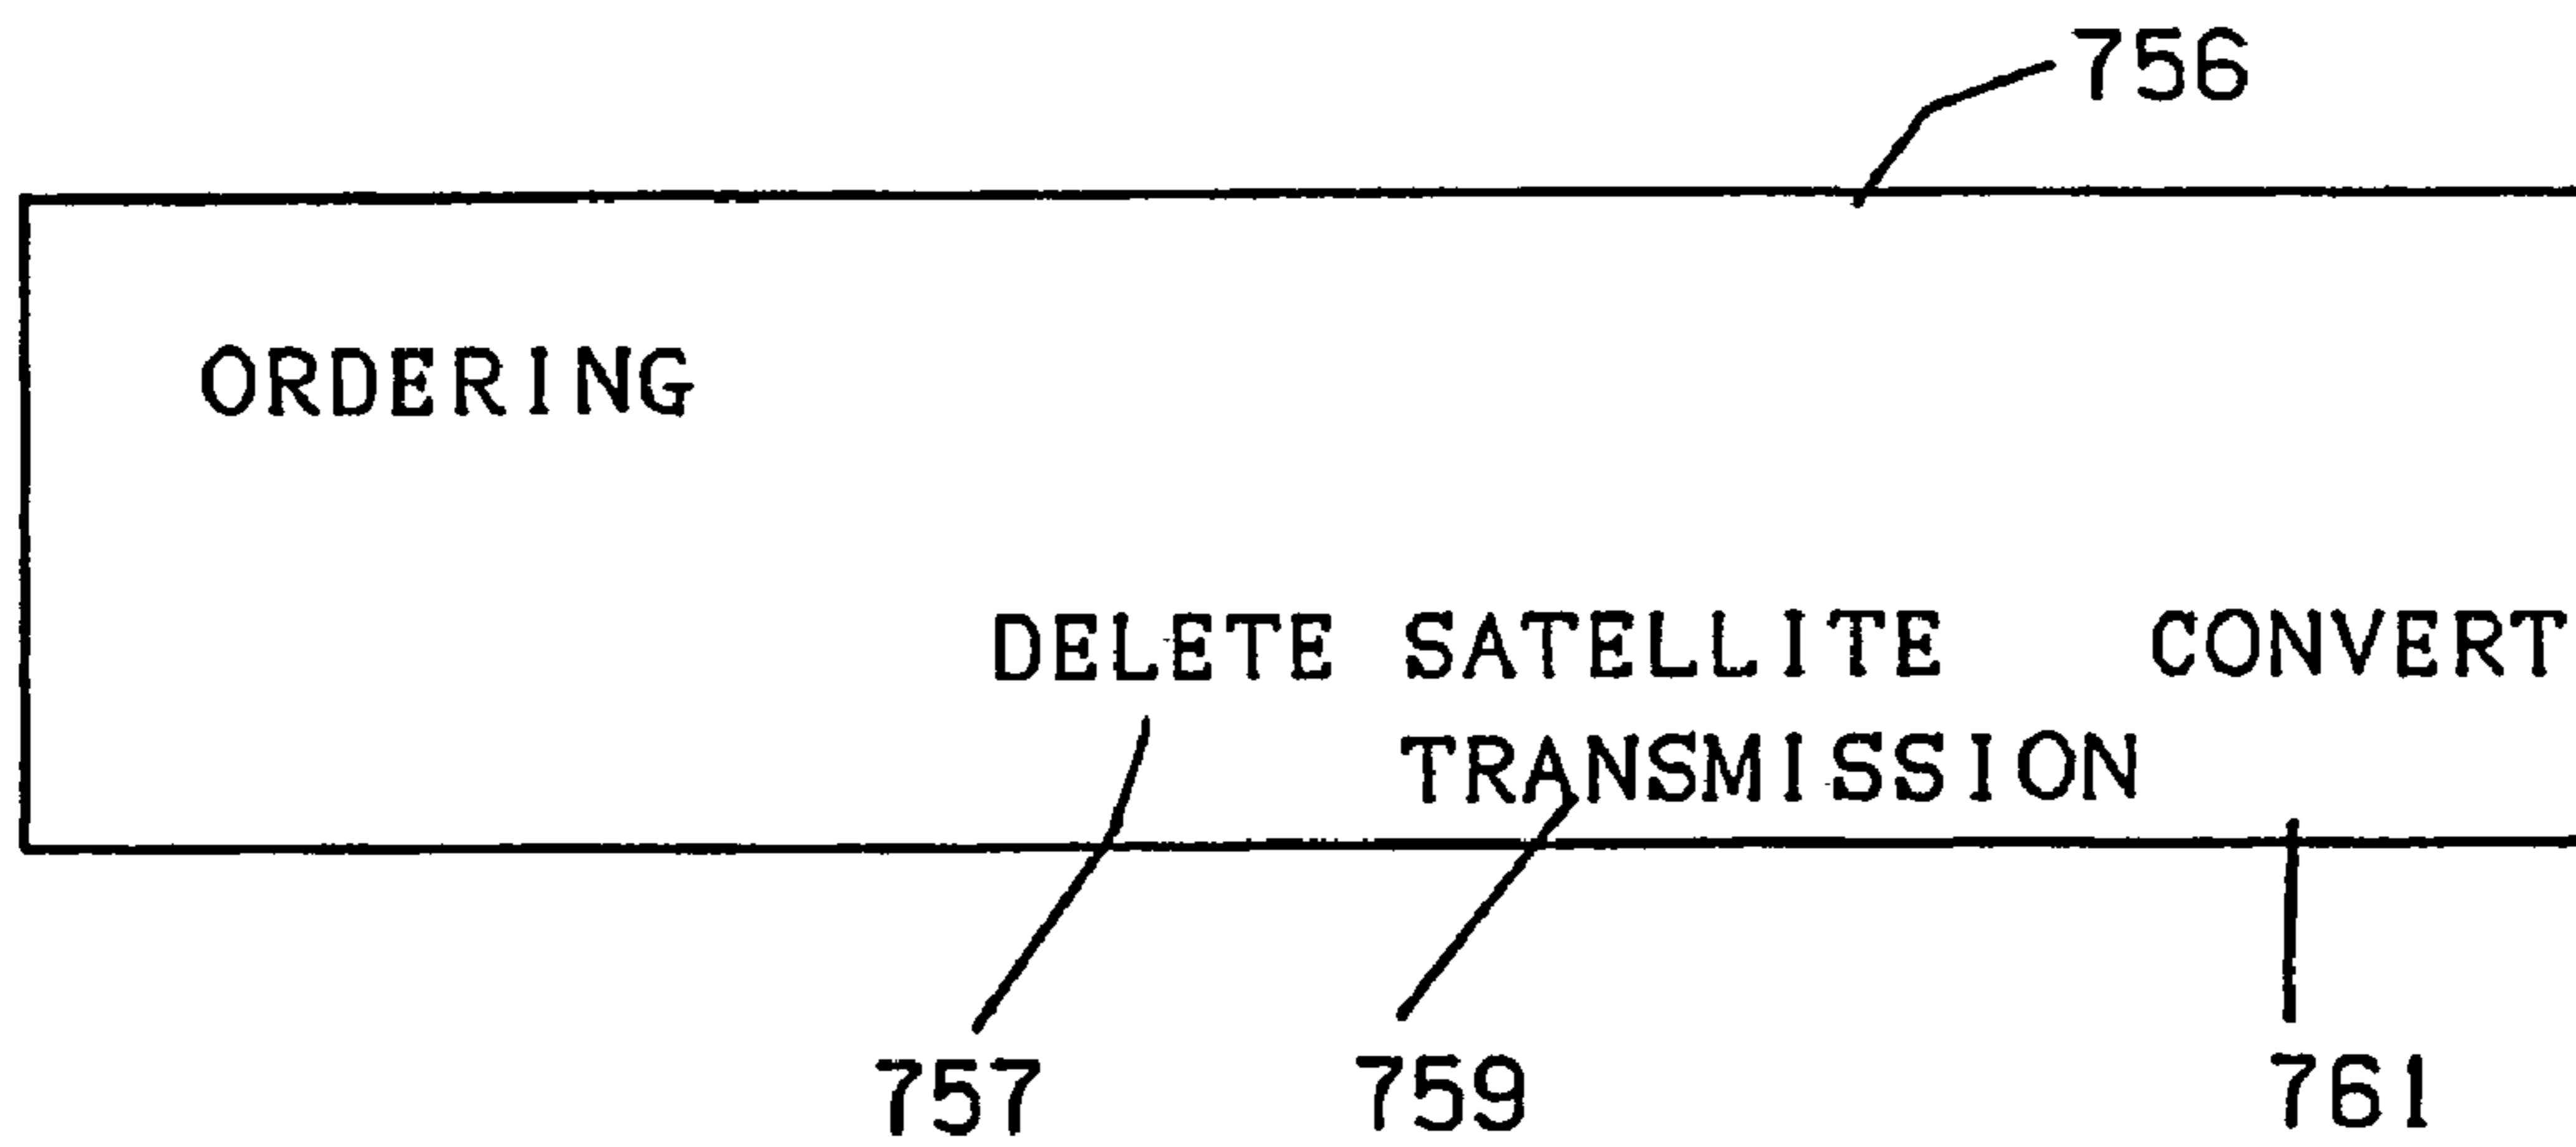 756
ORDERING
DELETE SATELLITE CONVERT
TRANSMISSION
757 759 761